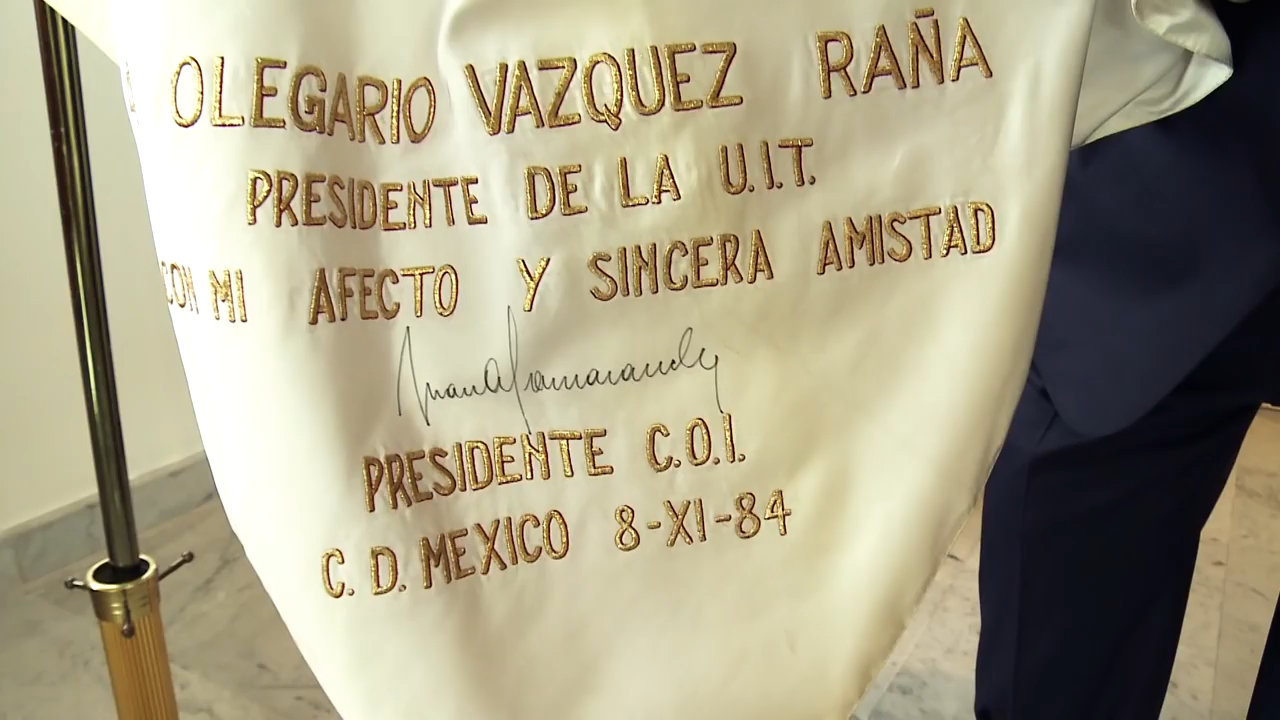 OLEGARIO VAZQUEZ RAÑA
PRESIDENTE DE LA U.I.T.
CON MI AFECTO Y SINCERA AMISTAD
PRESIDENTE C.O.I.
C. D. MEXICO 8-XI-84